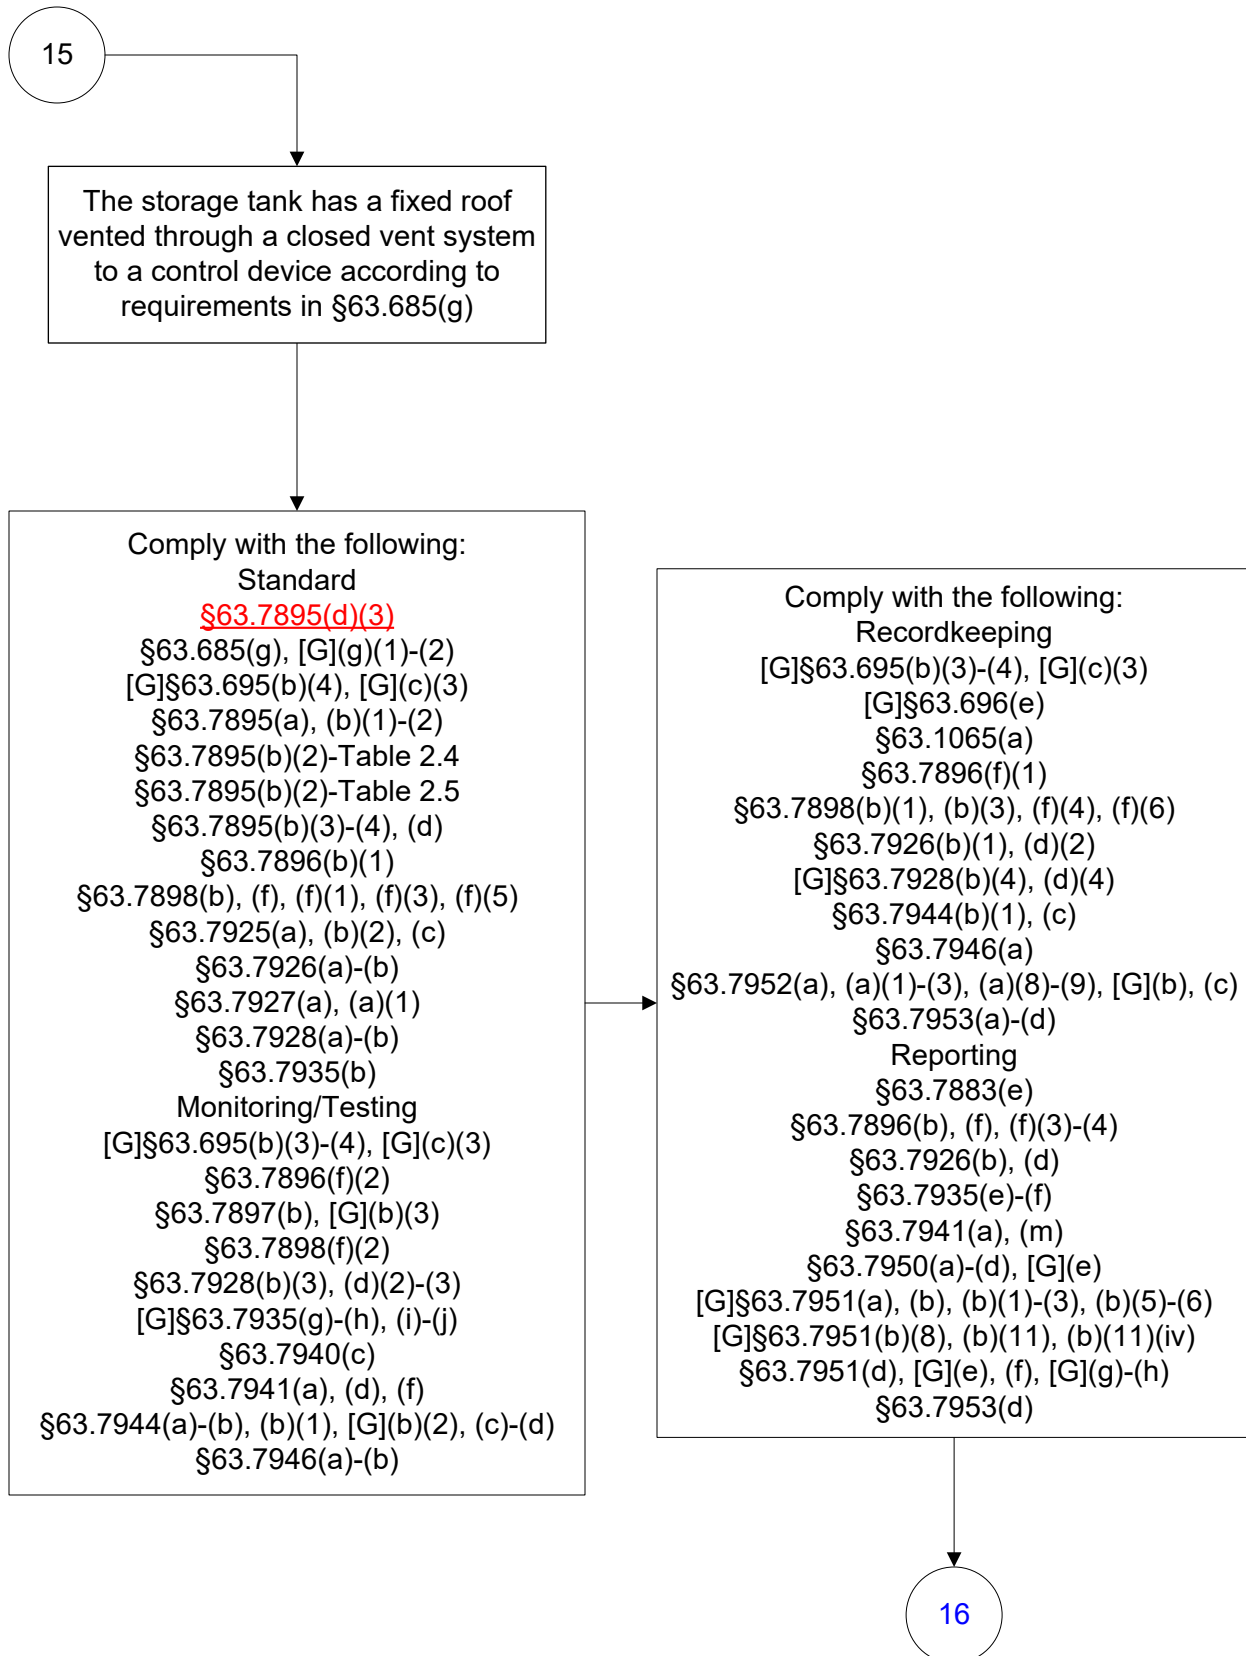 15
The storage tank has a fixed roof
vented through a closed vent system
to a control device according to
requirements in §63.685(g)
Comply with the following:
Standard
§63.7895(d)(3)
§63.685(g), [G](g)(1)-(2)
[G]§63.695(b)(4), [G](c)(3)
§63.7895(a), (b)(1)-(2)
§63.7895(b)(2)-Table 2.4
§63.7895(b)(2)-Table 2.5
§63.7895(b)(3)-(4), (d)
§63.7896(b)(1)
§63.7898(b), (f), (f)(1), (f)(3), (f)(5)
§63.7925(a), (b)(2), (c)
§63.7926(a)-(b)
§63.7927(a), (a)(1)
§63.7928(a)-(b)
§63.7935(b)
Monitoring/Testing
[G]§63.695(b)(3)-(4), [G](c)(3)
§63.7896(f)(2)
§63.7897(b), [G](b)(3)
§63.7898(f)(2)
§63.7928(b)(3), (d)(2)-(3)
[G]§63.7935(g)-(h), (i)-(j)
§63.7940(c)
§63.7941(a), (d), (f)
§63.7944(a)-(b), (b)(1), [G](b)(2), (c)-(d)
§63.7946(a)-(b)
Comply with the following:
Recordkeeping
[G]§63.695(b)(3)-(4), [G](c)(3)
[G]§63.696(e)
§63.1065(a)
§63.7896(f)(1)
§63.7898(b)(1), (b)(3), (f)(4), (f)(6)
§63.7926(b)(1), (d)(2)
[G]§63.7928(b)(4), (d)(4)
§63.7944(b)(1), (c)
§63.7946(a)
§63.7952(a), (a)(1)-(3), (a)(8)-(9), [G](b), (c)
§63.7953(a)-(d)
Reporting
§63.7883(e)
§63.7896(b), (f), (f)(3)-(4)
§63.7926(b), (d)
§63.7935(e)-(f)
§63.7941(a), (m)
§63.7950(a)-(d), [G](e)
[G]§63.7951(a), (b), (b)(1)-(3), (b)(5)-(6)
[G]§63.7951(b)(8), (b)(11), (b)(11)(iv)
§63.7951(d), [G](e), (f), [G](g)-(h)
§63.7953(d)
16